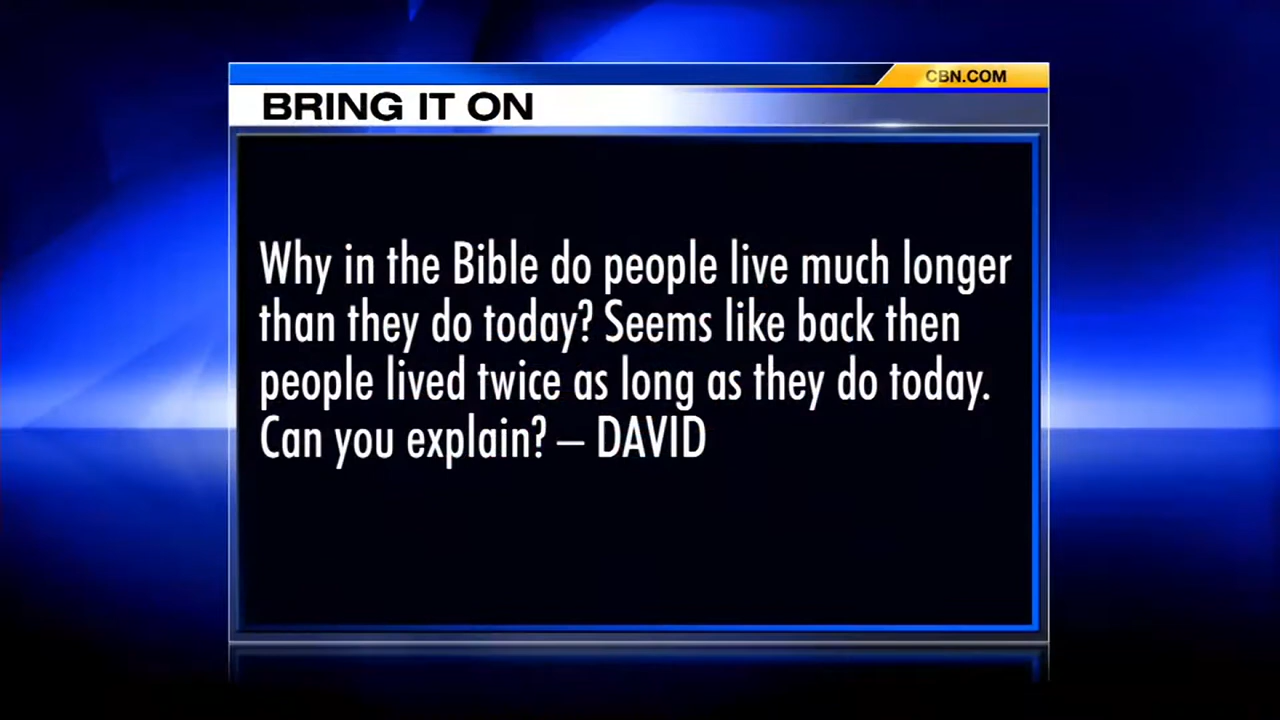 CBN.COM
BRING IT ON
Why in the Bible do people live much longer
than they do today? Seems like back then
people lived twice as long as they do today.
Can you explain? – DAVID